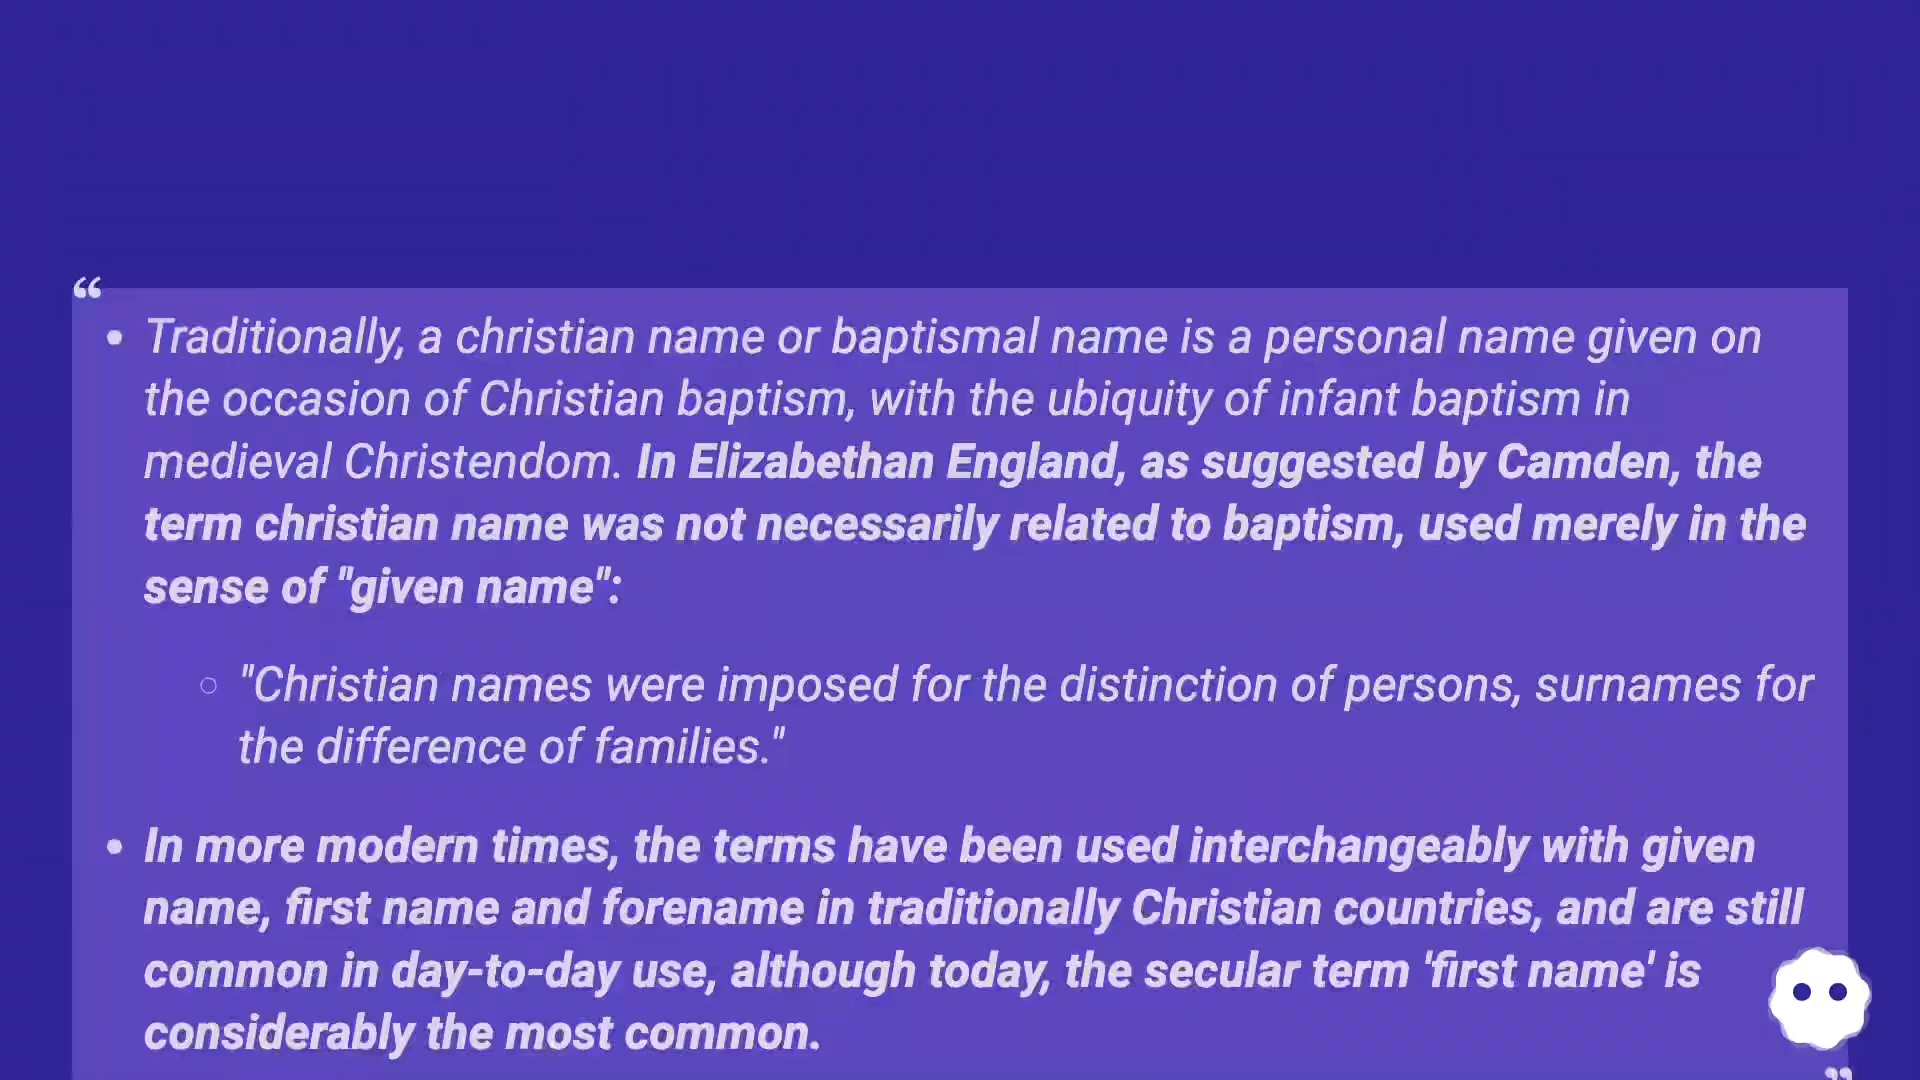 “
• Traditionally, a christian name or baptismal name is a personal name given on
the occasion of Christian baptism, with the ubiquity of infant baptism in
medieval Christendom. In Elizabethan England, as suggested by Camden, the
term christian name was not necessarily related to baptism, used merely in the
sense of "given name":
○ "Christian names were imposed for the distinction of persons, surnames for
the difference of families."
• In more modern times, the terms have been used interchangeably with given
name, first name and forename in traditionally Christian countries, and are still
common in day-to-day use, although today, the secular term 'first name' is
considerably the most common.
”